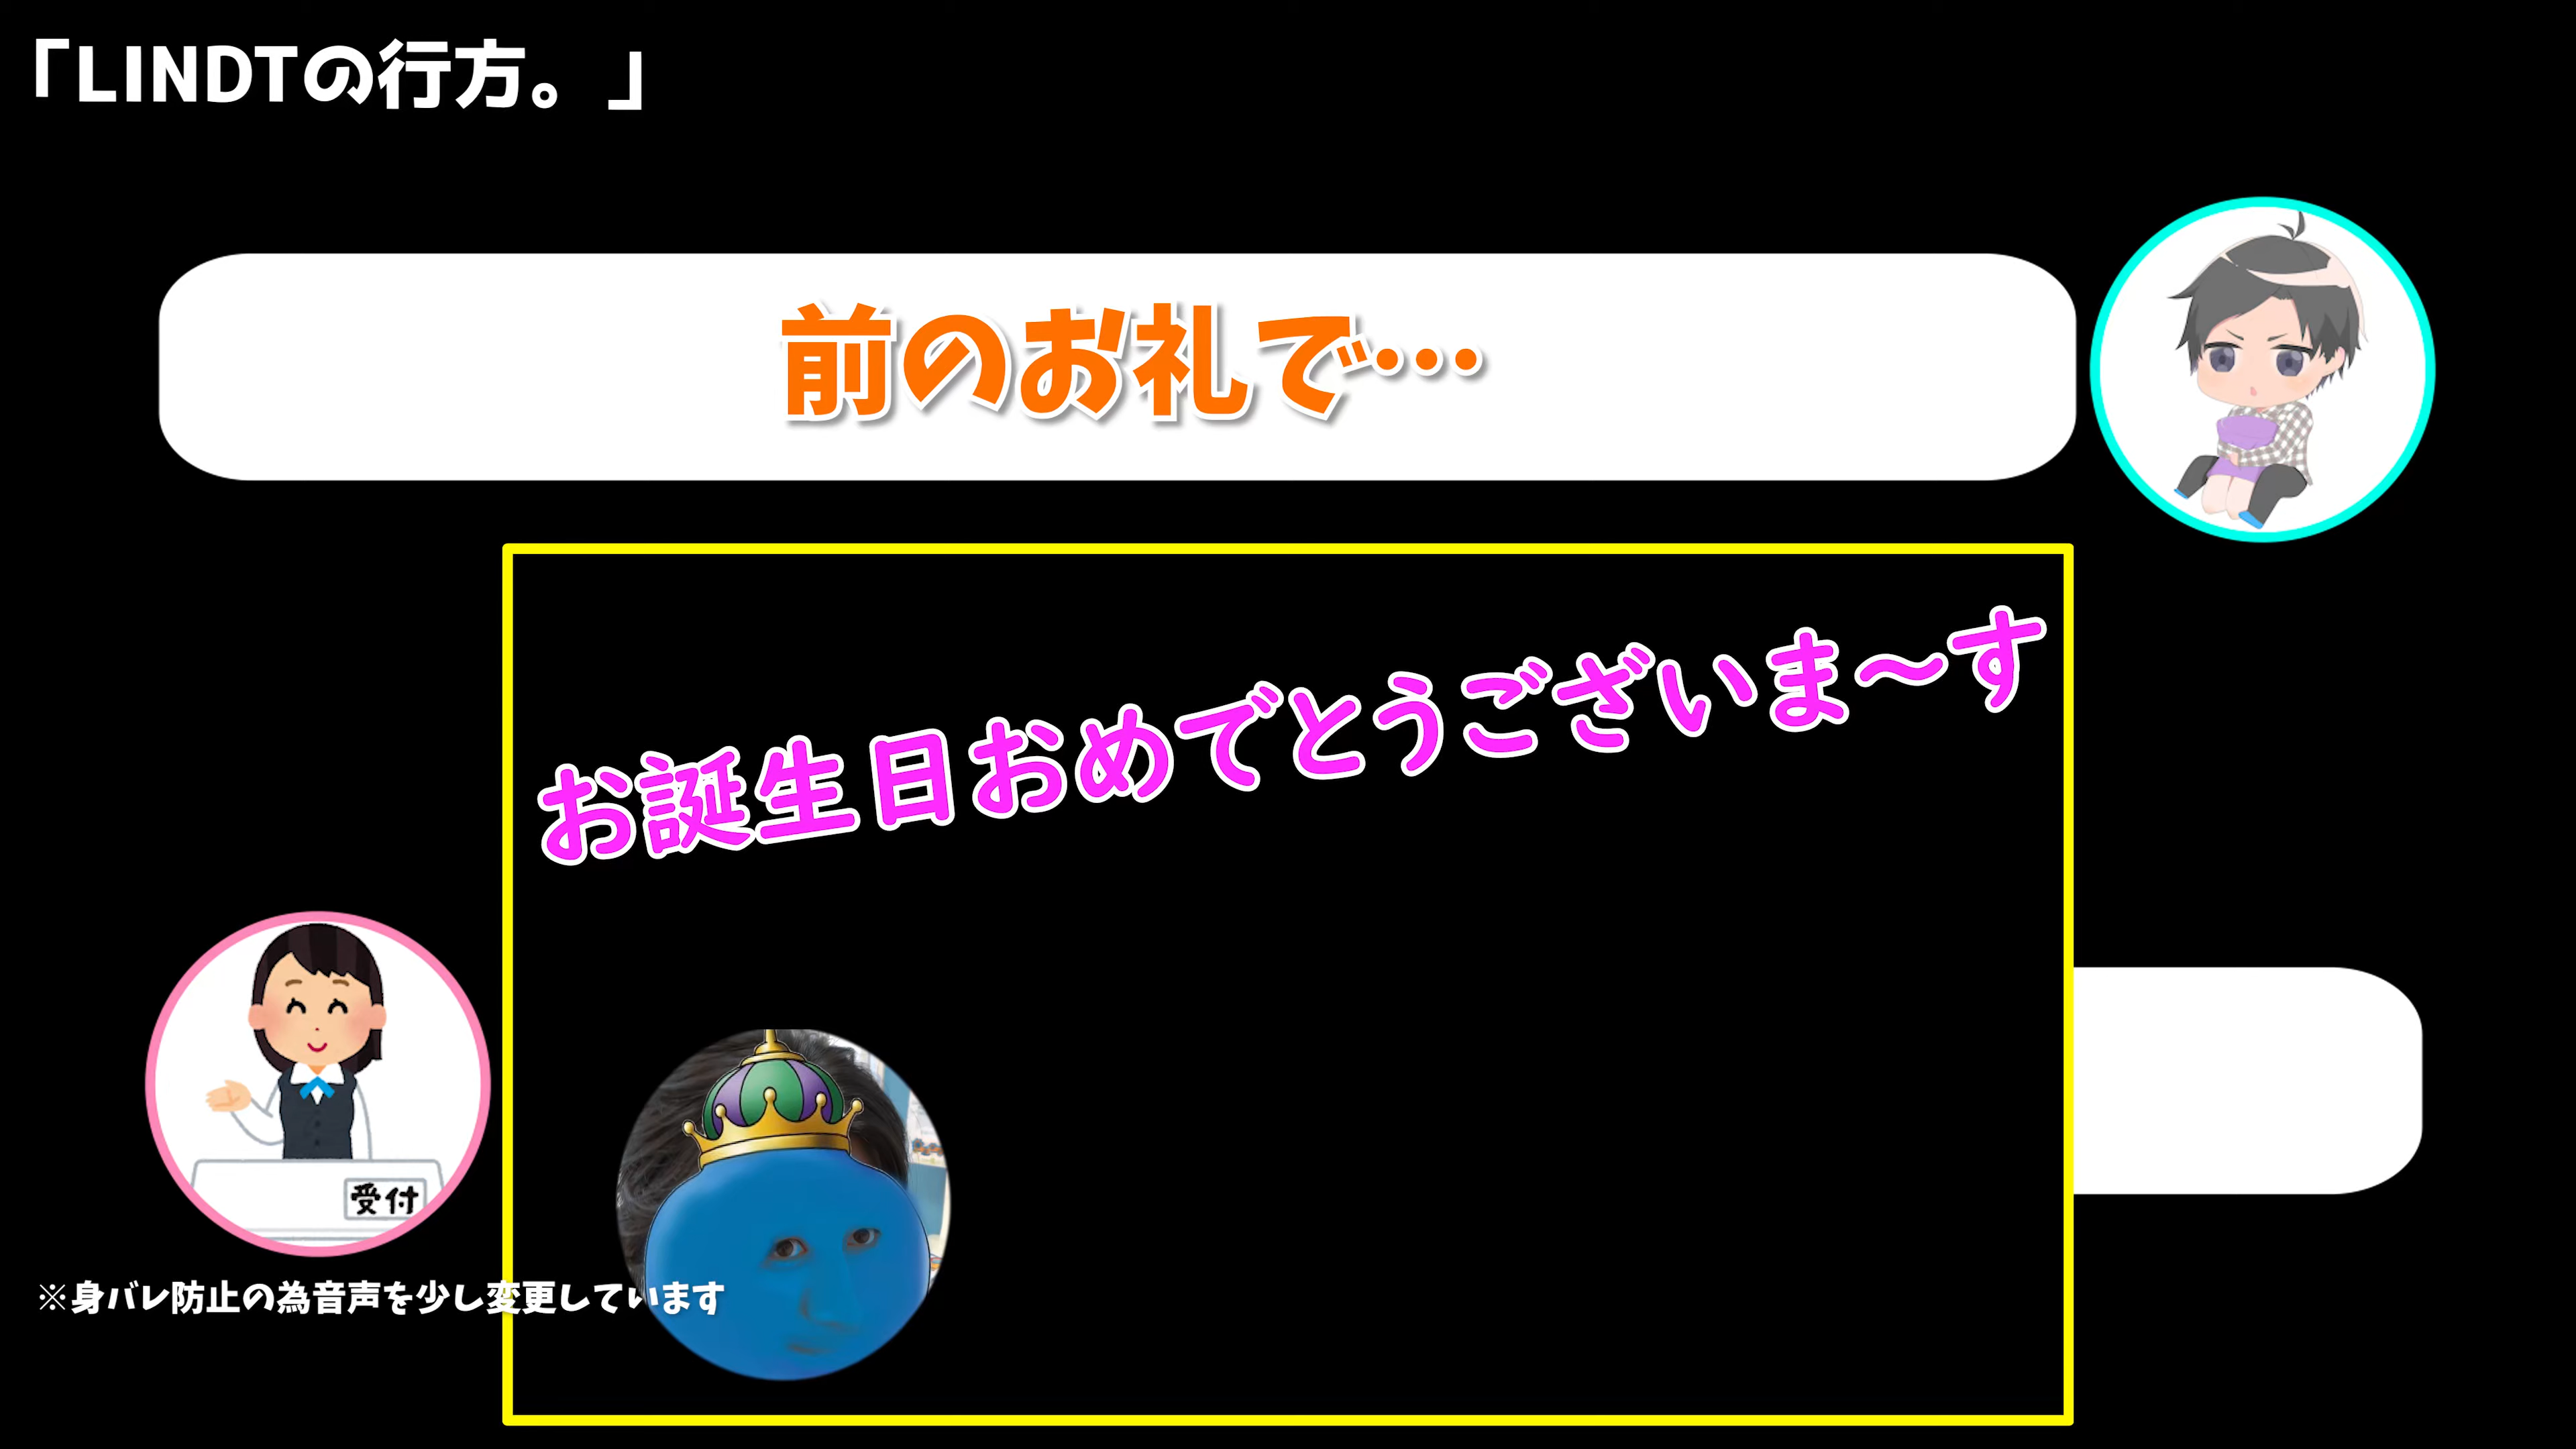 「LINDTの行方。」
前のお礼で…
お誕生日おめでとうございま～す
受付
※身バレ防止の為音声を少し変更しています